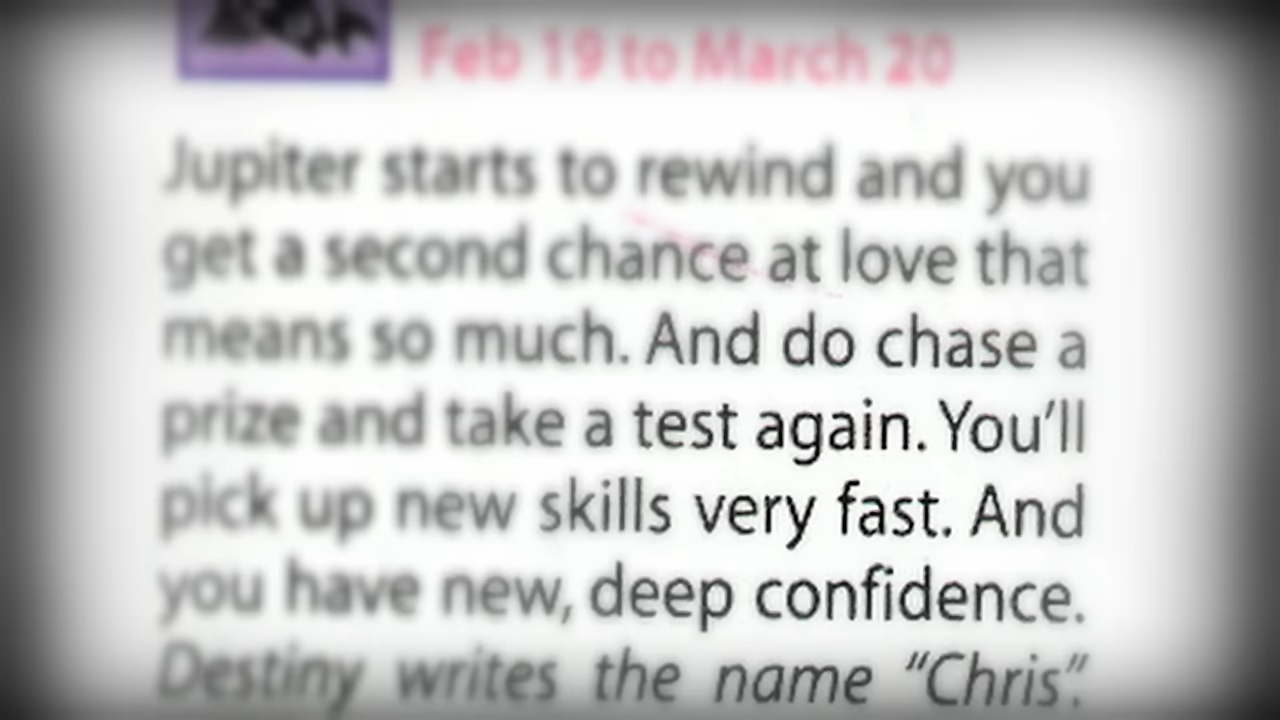 Feb 19 to March 20
Jupiter starts to rewind and you
get a second chance at love that
means so much. And do chase a
prize and take a test again. You’ll
pick up new skills very fast. And
you have new, deep confidence.
Destiny writes the name “Chris”.